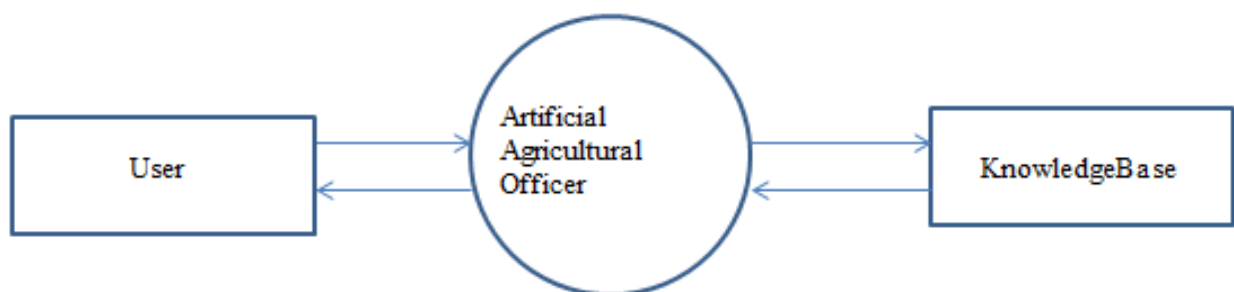 User
Artificial
Agricultural
Officer
KnowledgeBase